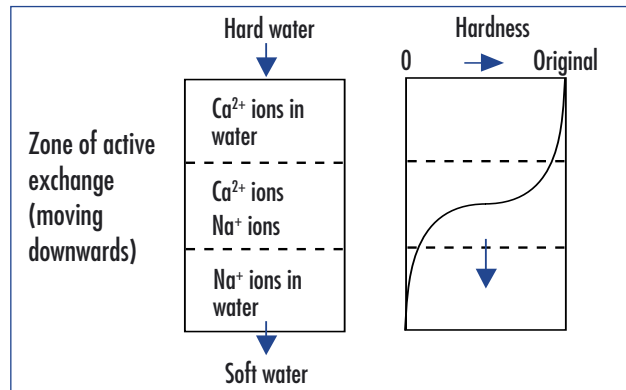 Hard water
Hardness
0
Original
Zone of active
exchange
(moving
downwards)
Ca²⁺ ions in
water
Ca²⁺ ions
Na⁺ ions
Na⁺ ions in
water
Soft water